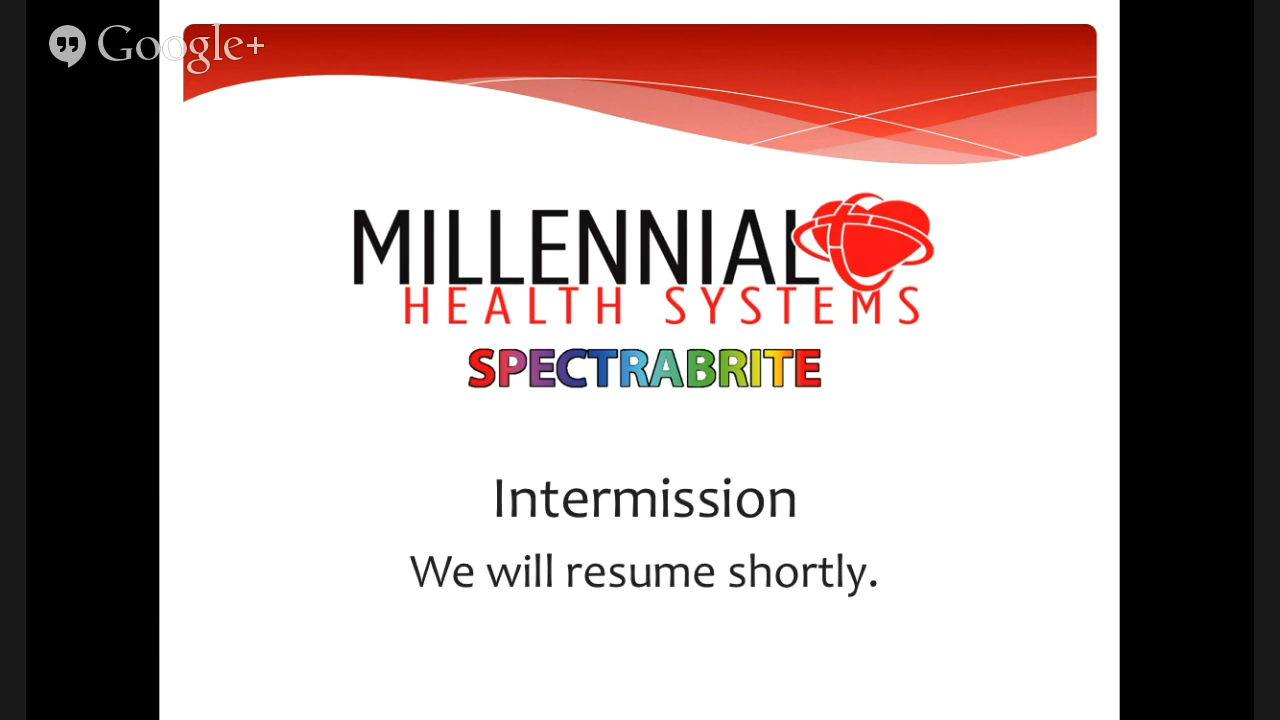 Google+
MILLENNIAL
HEALTH SYSTEMS
SPECTRABRITE
Intermission
We will resume shortly.